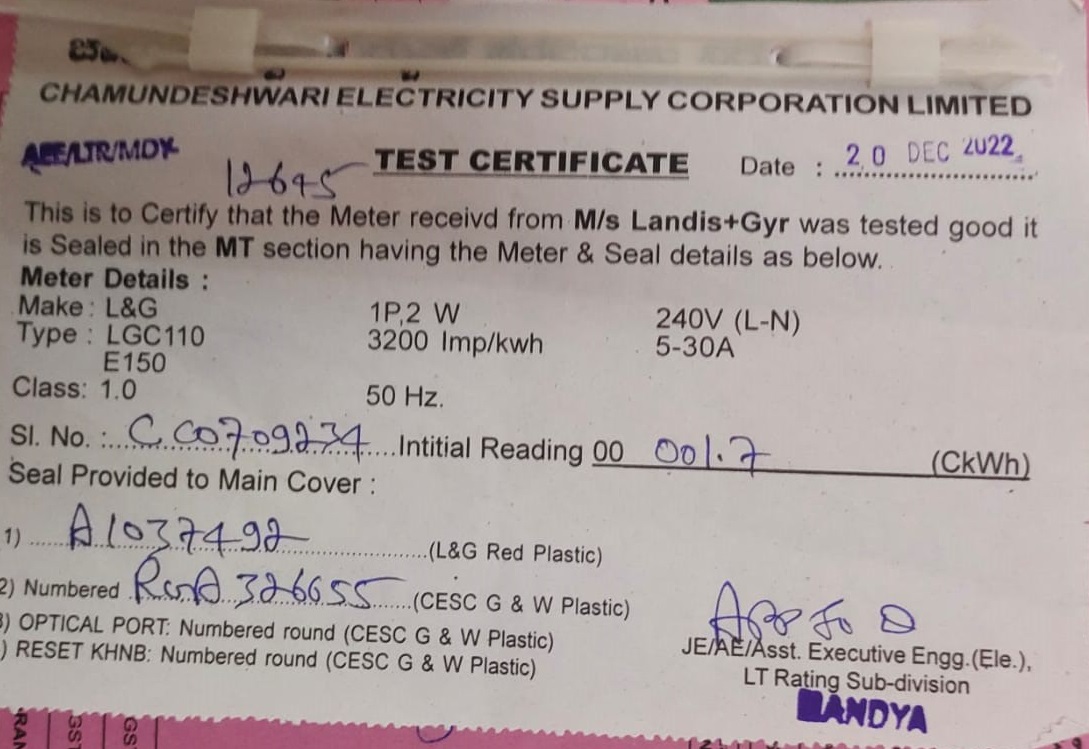 CHAMUNDESHWARI ELECTRICITY SUPPLY CORPORATION LIMITED
AEE/LTR/MDY
12645 TEST CERTIFICATE Date : 20 DEC 2022
This is to Certify that the Meter receivd from M/s Landis+Gyr was tested good it
is Sealed in the MT section having the Meter & Seal details as below.
Meter Details :
Make : L&G 1P,2 W 240V (L-N)
Type : LGC110 3200 Imp/kwh 5-30A
E150
Class: 1.0 50 Hz.
Sl. No. : C C0709234 Intitial Reading 00 001.7 (CkWh)
Seal Provided to Main Cover :
1) A1037492 (L&G Red Plastic)
2) Numbered 326655 (CESC G & W Plastic)
) OPTICAL PORT: Numbered round (CESC G & W Plastic)
) RESET KHNB: Numbered round (CESC G & W Plastic)
JE/AE/Asst. Executive Engg.(Ele.),
LT Rating Sub-division
MANDYA